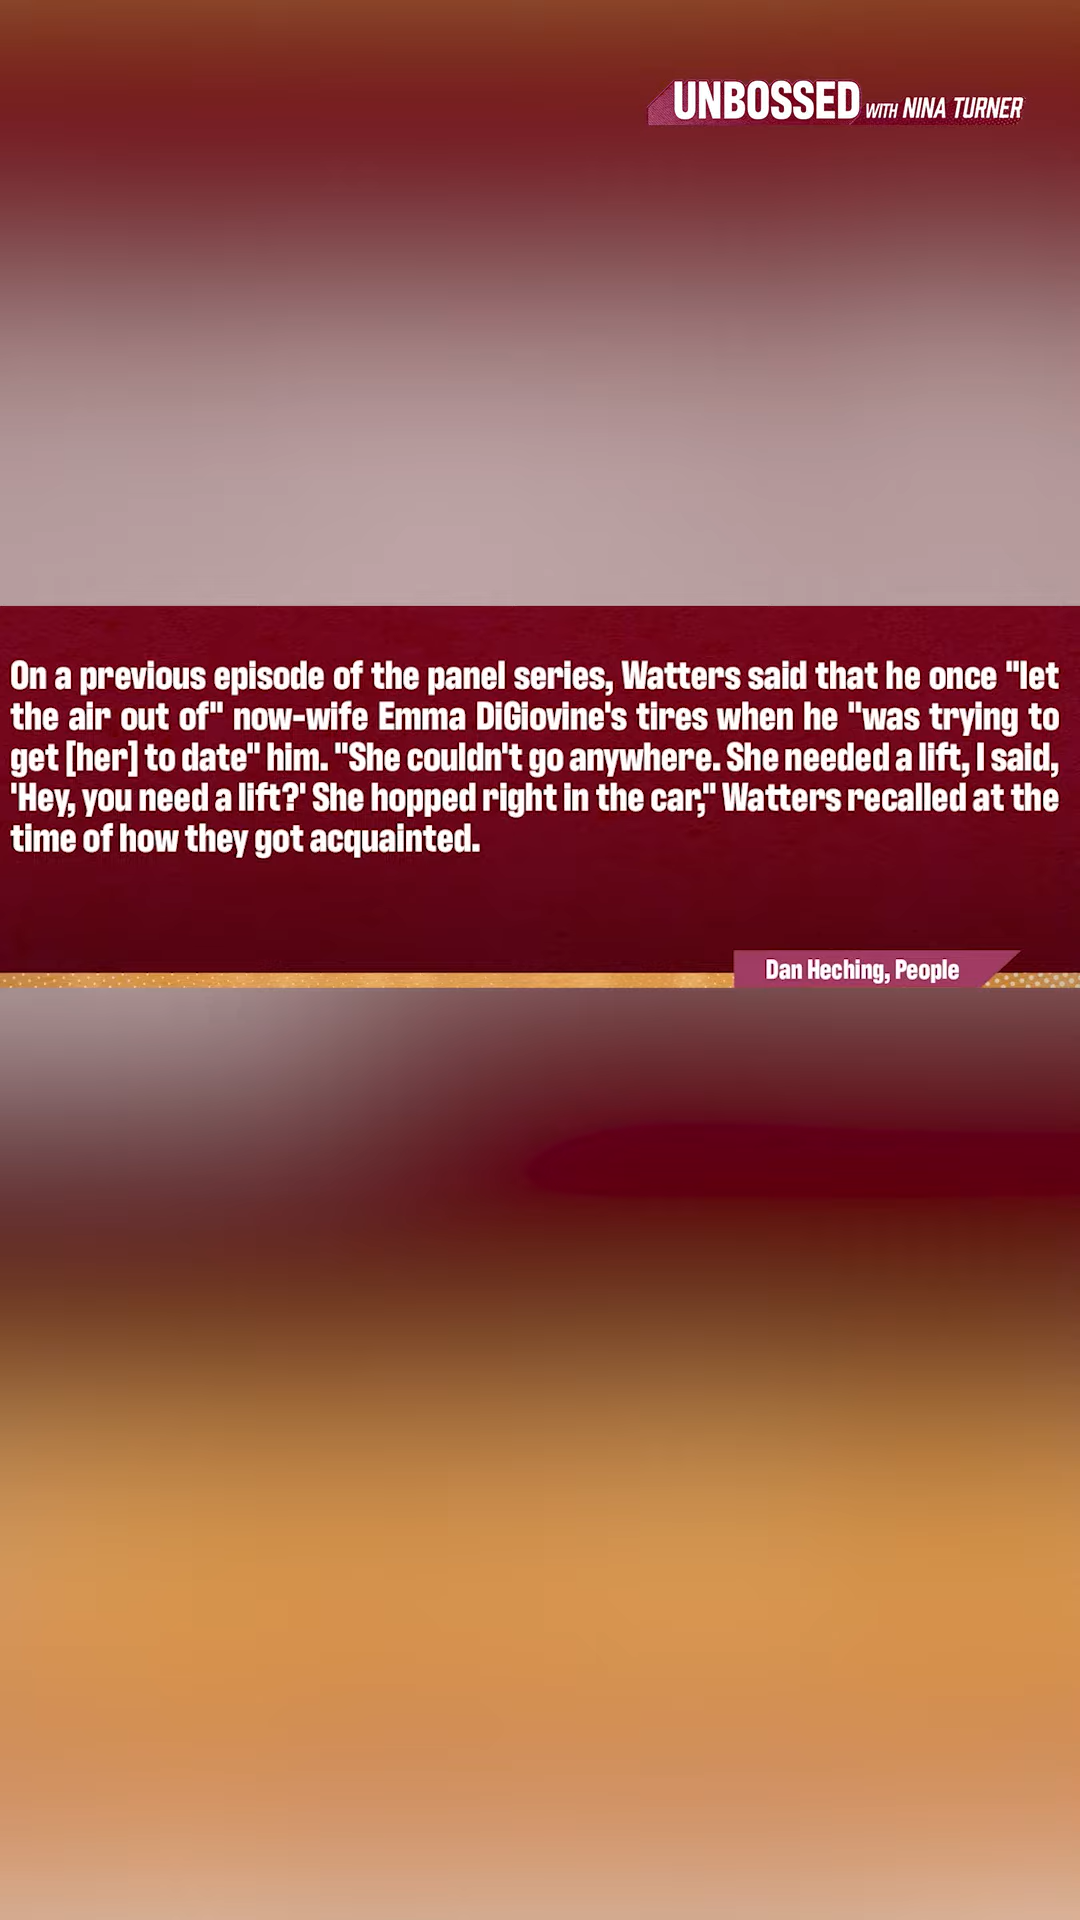 UNBOSSED WITH NINA TURNER
On a previous episode of the panel series, Watters said that he once "let
the air out of" now-wife Emma DiGiovine's tires when he "was trying to
get [her] to date" him. "She couldn't go anywhere. She needed a lift, I said,
'Hey, you need a lift?' She hopped right in the car," Watters recalled at the
time of how they got acquainted.
Dan Heching, People